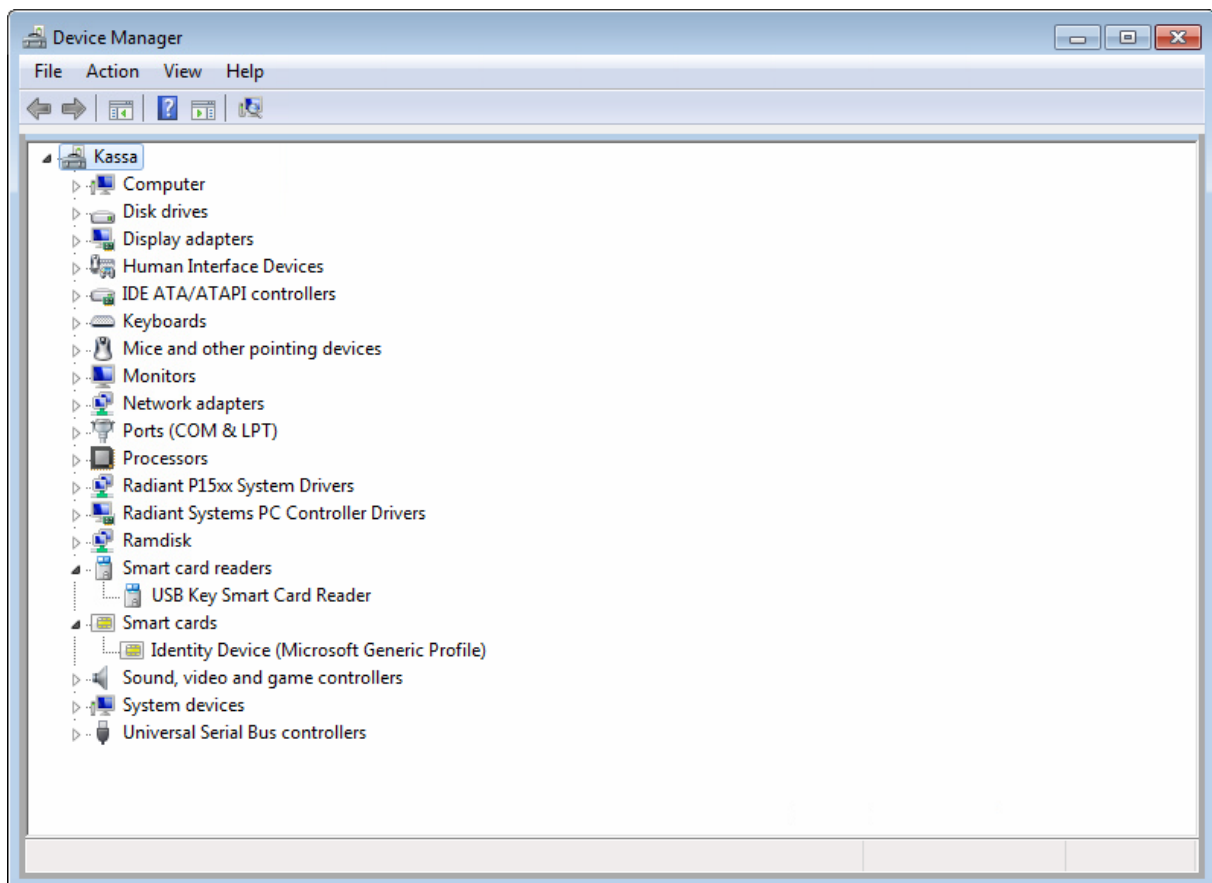 Device Manager
File Action View Help
Kassa
Computer
Disk drives
Display adapters
Human Interface Devices
IDE ATA/ATAPI controllers
Keyboards
Mice and other pointing devices
Monitors
Network adapters
Ports (COM & LPT)
Processors
Radiant P15xx System Drivers
Radiant Systems PC Controller Drivers
Ramdisk
Smart card readers
USB Key Smart Card Reader
Smart cards
Identity Device (Microsoft Generic Profile)
Sound, video and game controllers
System devices
Universal Serial Bus controllers